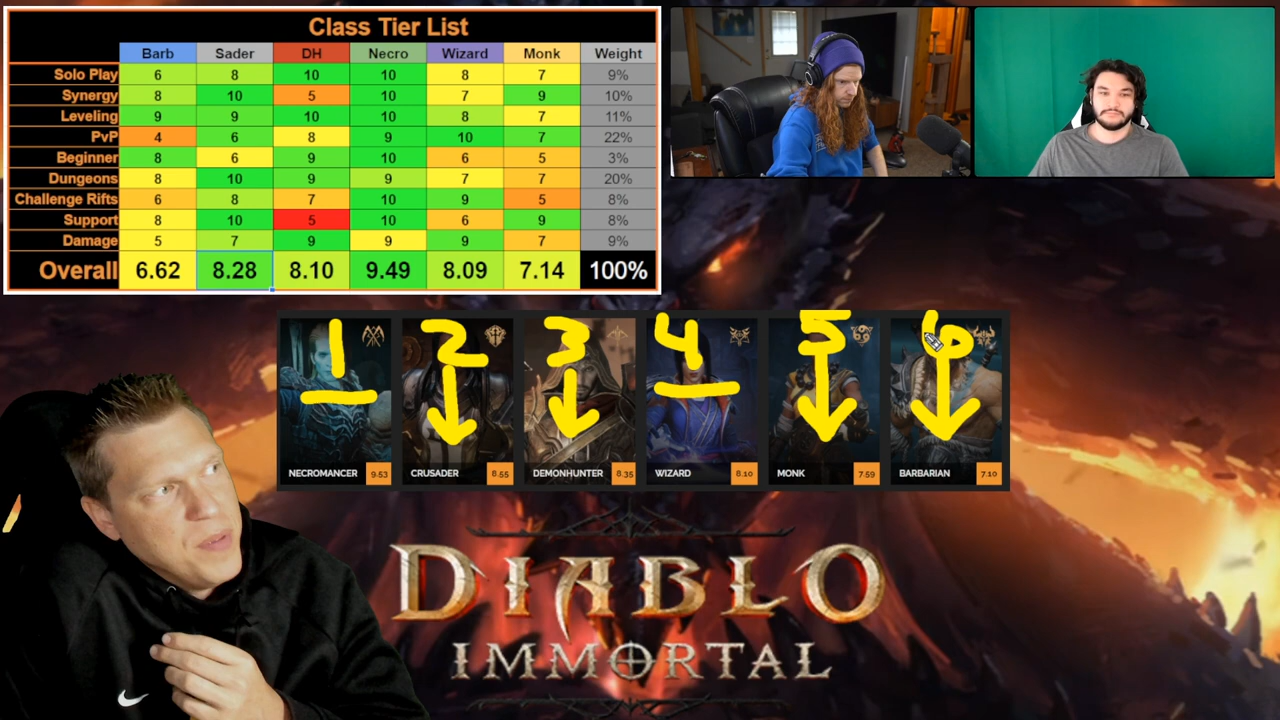 Class Tier List
Barb Sader DH Necro Wizard Monk Weight
Solo Play 6 8 10 10 8 7 9%
Synergy 8 10 5 10 7 9 10%
Leveling 9 9 10 10 8 7 11%
PvP 4 6 8 9 10 7 22%
Beginner 8 6 9 10 6 5 3%
Dungeons 8 10 9 9 7 7 20%
Challenge Rifts 6 8 7 10 9 5 8%
Support 8 10 5 10 6 9 8%
Damage 5 7 9 9 9 7 9%
Overall 6.62 8.28 8.10 9.49 8.09 7.14 100%
1 2 3 4 5 6
NECROMANCER 9.53 CRUSADER 8.55 DEMONHUNTER 8.35 WIZARD 8.10 MONK 7.59 BARBARIAN 7.10
DIABLO
IMMORTAL